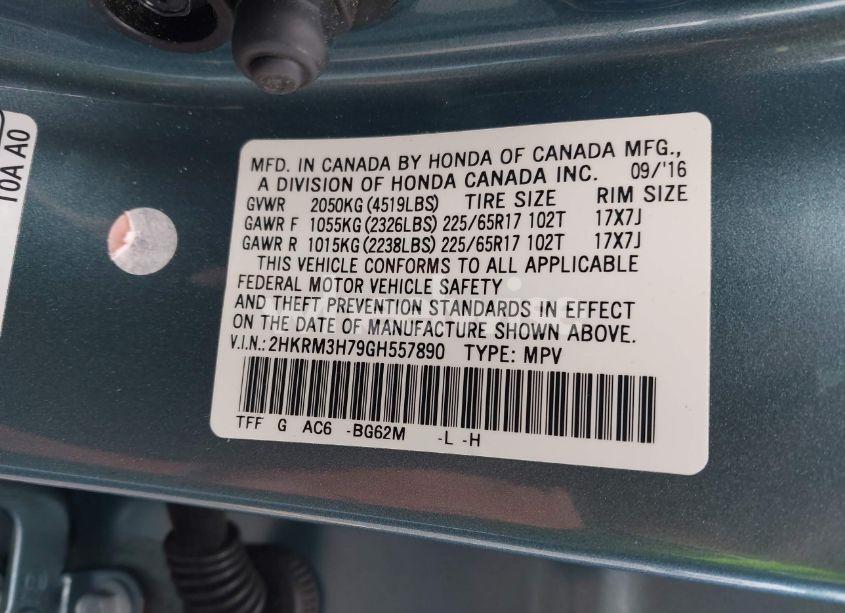 10A A0
MFD. IN CANADA BY HONDA OF CANADA MFG.,
A DIVISION OF HONDA CANADA INC. 09/'16
GVWR 2050KG(4519LBS) TIRE SIZE RIM SIZE
GAWR F 1055KG(2326LBS) 225/65R17 102T 17X7J
GAWR R 1015KG(2238LBS) 225/65R17 102T 17X7J
THIS VEHICLE CONFORMS TO ALL APPLICABLE
FEDERAL MOTOR VEHICLE SAFETY
AND THEFT PREVENTION STANDARDS IN EFFECT
ON THE DATE OF MANUFACTURE SHOWN ABOVE.
V.I.N.: 2HKRM3H79GH557890 TYPE: MPV
TFF G AC6 -BG62M -L -H